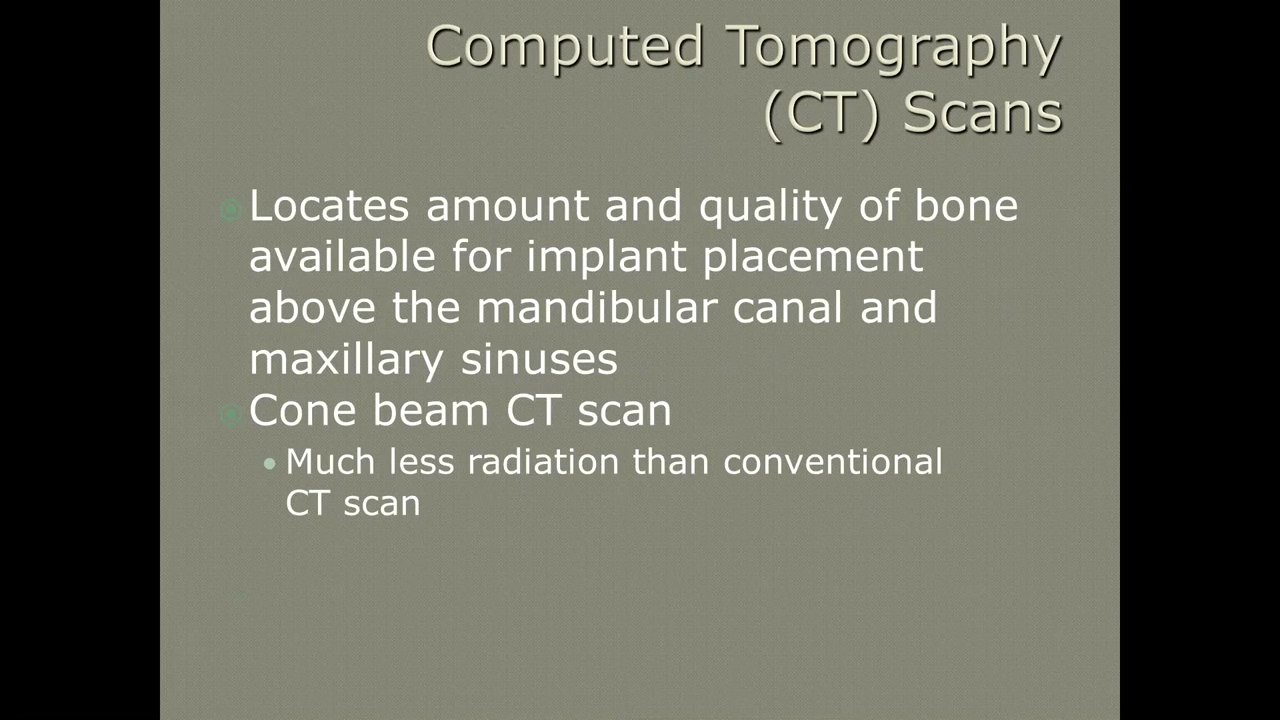 Computed Tomography
(CT) Scans
Locates amount and quality of bone
available for implant placement
above the mandibular canal and
maxillary sinuses
Cone beam CT scan
Much less radiation than conventional
CT scan